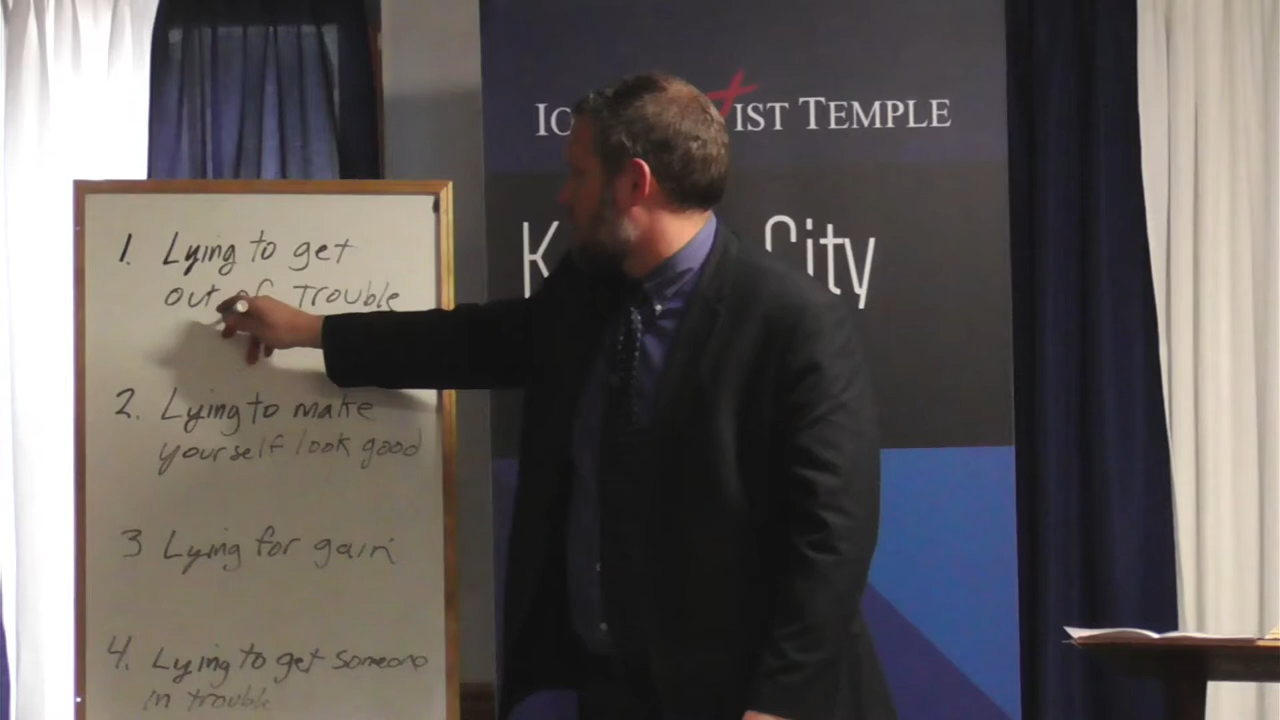 1. Lying to get
out of trouble
2. Lying to make
yourself look good
3 Lying for gain
4. Lying to get someone
in trouble
IST TEMPLE
City